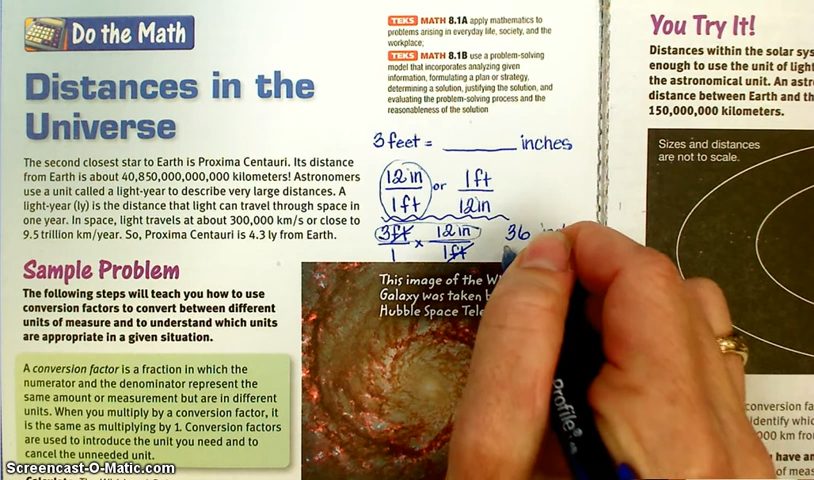 Do the Math
Distances in the
Universe
The second closest star to Earth is Proxima Centauri. Its distance
from Earth is about 40,850,000,000,000 kilometers! Astronomers
use a unit called a light-year to describe very large distances. A
light-year (ly) is the distance that light can travel through space in
one year. In space, light travels at about 300,000 km/s or close to
9.5 trillion km/year. So, Proxima Centauri is 4.3 ly from Earth.
Sample Problem
The following steps will teach you how to use
conversion factors to convert between different
units of measure and to understand which units
are appropriate in a given situation.
A conversion factor is a fraction in which the
numerator and the denominator represent the
same amount or measurement but are in different
units. When you multiply by a conversion factor, it
is the same as multiplying by 1. Conversion factors
are used to introduce the unit you need and to
cancel the unneeded unit.
TEKS MATH 8.1A apply mathematics to
problems arising in everyday life, society, and the
workplace;
TEKS MATH 8.1B use a problem-solving
model that incorporates analyzing given
information, formulating a plan or strategy,
determining a solution, justifying the solution, and
evaluating the problem-solving process and the
reasonableness of the solution
3 feet = ________ inches
12 in or 1 ft
1 ft 12 in
3 ft x 12 in 36
1 1 ft
This image of the
Galaxy was taken
Hubble Space
You Try It!
Distances within the solar
enough to use the unit of
the astronomical unit. An
distance between Earth and
150,000,000 kilometers.
Sizes and distances
are not to scale.
conversion
km
of
Screencast-O-Matic.com